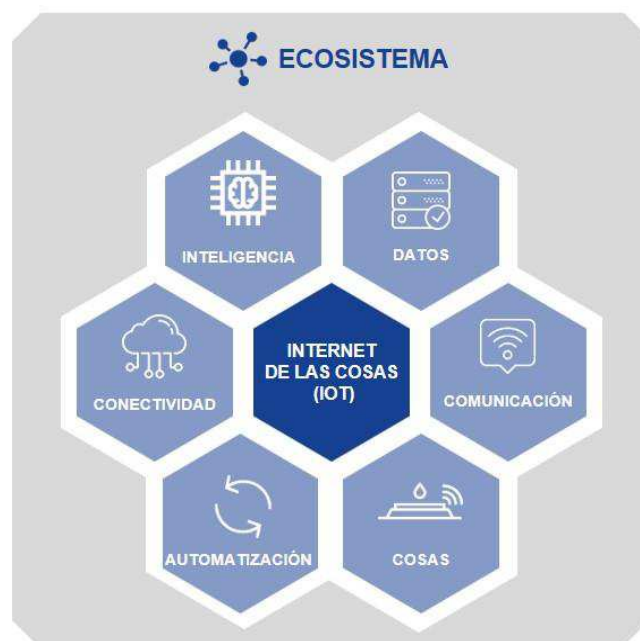 ECOSISTEMA
INTELIGENCIA
DATOS
CONECTIVIDAD
INTERNET
DE LAS COSAS
(IOT)
COMUNICACIÓN
AUTOMATIZACIÓN
COSAS